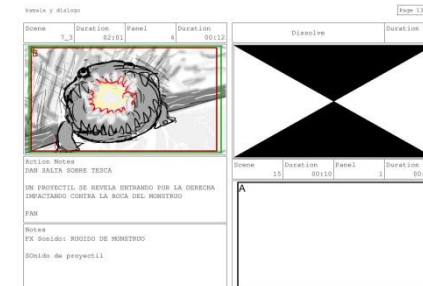 tamaia y dialogo
Page 13
Scene Duration Panel Duration
7_3 02:01 4 00:12
B
Action Notes
DAN SALTA SOBRE TESCA
UN PROYECTIL SE REVELA ENTRANDO POR LA DERECHA
IMPACTANDO CONTRA LA BOCA DEL MONSTRUO
PAN
Notes
FX Sonido: RUGIDO DE MONSTRUO
SOnido de proyectil
Dissolve Duration
Scene Duration Panel Duration
15 00:10 1 00:
A